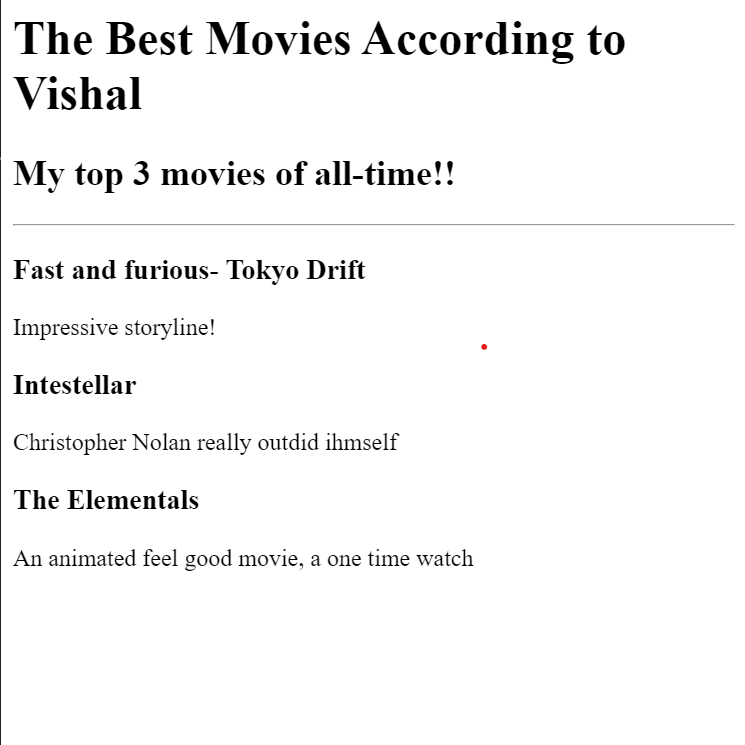 The Best Movies According to
Vishal
My top 3 movies of all-time!!
Fast and furious- Tokyo Drift
Impressive storyline!
Intestellar
Christopher Nolan really outdid ihmself
The Elementals
An animated feel good movie, a one time watch